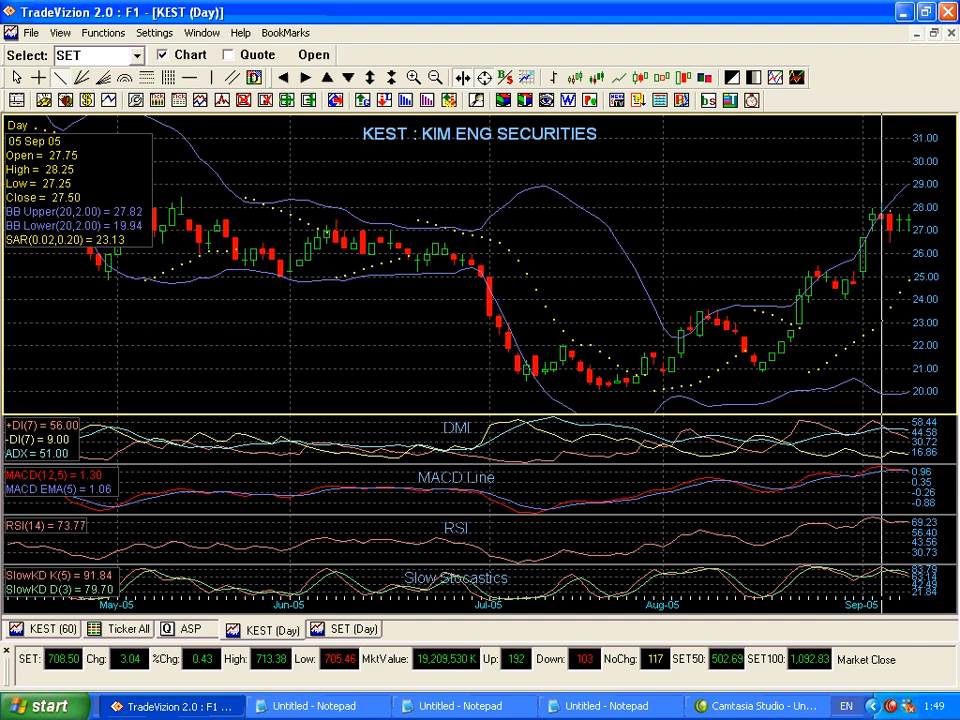 TradeVizion 2.0 : F1 - [KEST (Day)]
File View Functions Settings Window Help BookMarks
Select: SET Chart Quote Open
Day
KEST : KIM ENG SECURITIES
05 Sep 05
Open = 27.75
High = 28.25
Low = 27.25
Close = 27.50
BB Upper(20,2.00) = 27.82
BB Lower(20,2.00) = 19.94
SAR(0.02,0.20) = 23.13
31.00
30.00
29.00
28.00
27.00
26.00
25.00
24.00
23.00
22.00
21.00
20.00
+DI(7) = 56.00
-DI(7) = 9.00
ADX = 51.00
DMI
58.44
44.58
30.72
16.86
MACD(12,5) = 1.30
MACD EMA(5) = 1.06
MACD Line
0.96
0.35
-0.26
-0.88
RSI(14) = 73.77
RSI
69.23
56.40
43.56
30.73
SlowKD K(5) = 91.84
SlowKD D(3) = 79.70
Slow Stocastics
21.84
May-05 Jun-05 Jul-05 Aug-05 Sep-05
KEST (60) Ticker All Q ASP KEST (Day) SET (Day)
SET: 708.50 Chg: 3.04 %Chg: 0.43 High: 713.38 Low: 705.46 MktValue: 19,209,530 K Up: 192 Down: 103 NoChg: 117 SET50: 502.69 SET100: 1,092.83 Market Close
start TradeVizion 2.0 : F1 ... Untitled - Notepad Untitled - Notepad Untitled - Notepad Camtasia Studio - Un... EN 1:49